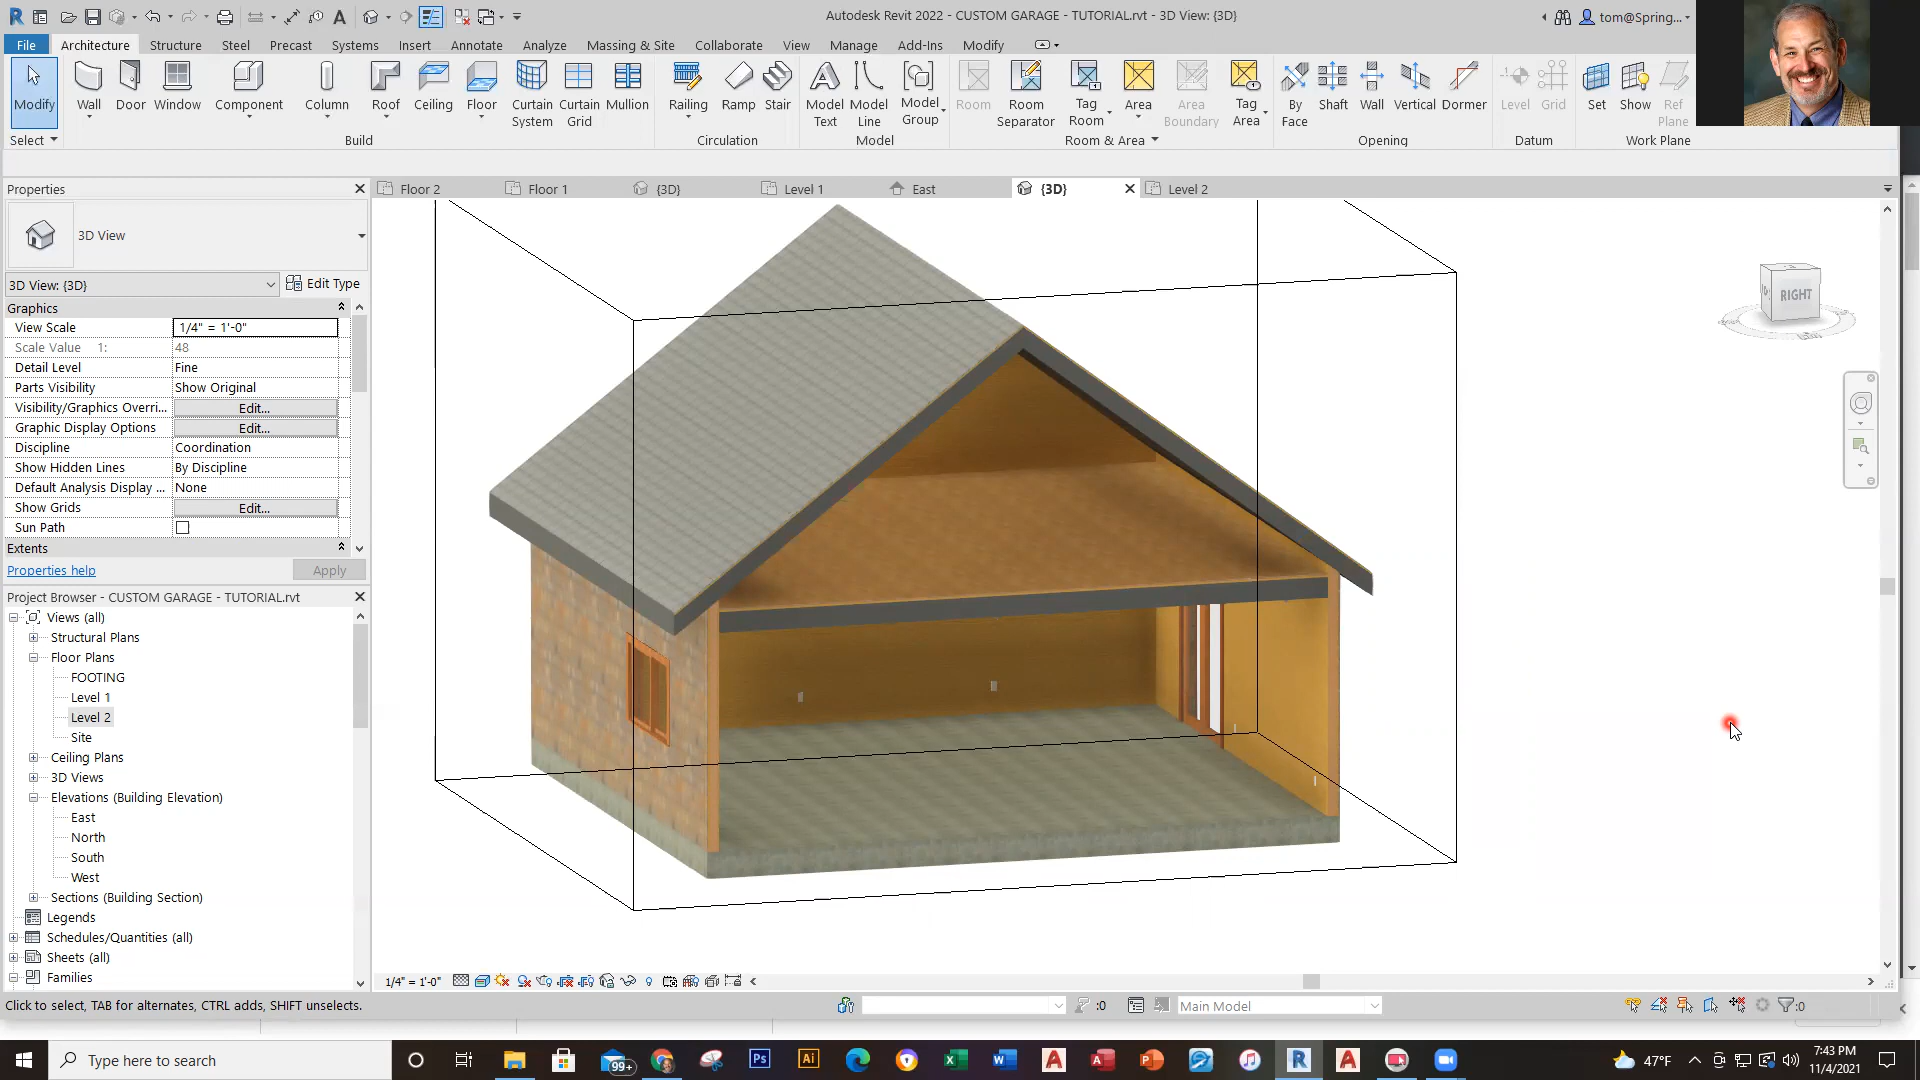 Autodesk Revit 2022 - CUSTOM GARAGE - TUTORIAL.rvt - 3D View: {3D}
tom@Spring...
File Architecture Structure Steel Precast Systems Insert Annotate Analyze Massing & Site Collaborate View Manage Add-Ins Modify
Modify Wall Door Window Component Column Roof Ceiling Floor Curtain System Curtain Grid Mullion Railing Ramp Stair Model Text Model Line Model Group Room Room Separator Tag Room Area Area Boundary Tag Area By Face Shaft Wall Vertical Dormer Level Grid Set Show Ref Plane
Select Build Circulation Model Room & Area Opening Datum Work Plane
Properties
Floor 2 Floor 1 {3D} Level 1 East {3D} Level 2
3D View
3D View: {3D} Edit Type
Graphics
View Scale 1/4" = 1'-0"
Scale Value 1: 48
Detail Level Fine
Parts Visibility Show Original
Visibility/Graphics Overri... Edit...
Graphic Display Options Edit...
Discipline Coordination
Show Hidden Lines By Discipline
Default Analysis Display ... None
Show Grids Edit...
Sun Path
Extents
Properties help Apply
RIGHT
Project Browser - CUSTOM GARAGE - TUTORIAL.rvt
Views (all)
Structural Plans
Floor Plans
FOOTING
Level 1
Level 2
Site
Ceiling Plans
3D Views
Elevations (Building Elevation)
East
North
South
West
Sections (Building Section)
Legends
Schedules/Quantities (all)
Sheets (all)
Families
1/4" = 1'-0"
Click to select, TAB for alternates, CTRL adds, SHIFT unselects.
:0
Main Model
:0
Type here to search
99+
Ps
Ai
47°F
7:43 PM
11/4/2021